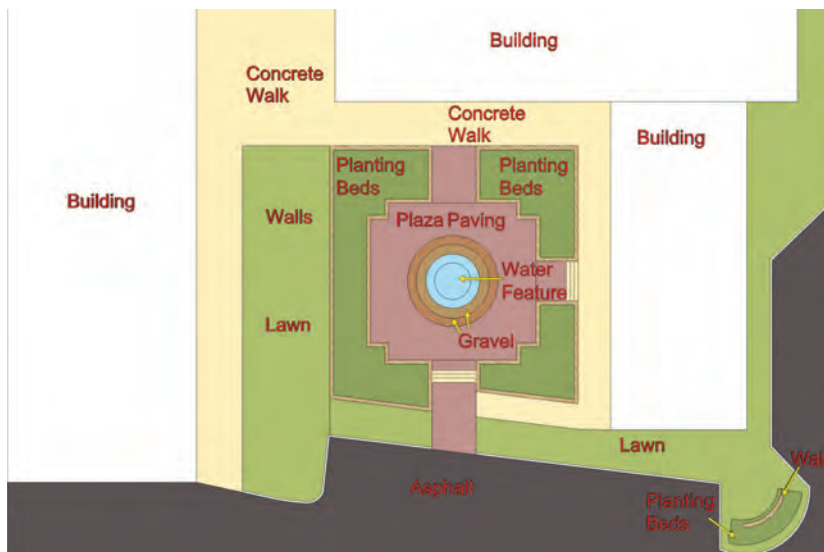 Building
Concrete
Walk
Concrete
Walk
Building
Planting
Beds
Planting
Beds
Building
Walls
Plaza Paving
Water
Feature
Lawn
Gravel
Lawn
Wall
Asphalt
Planting
Beds